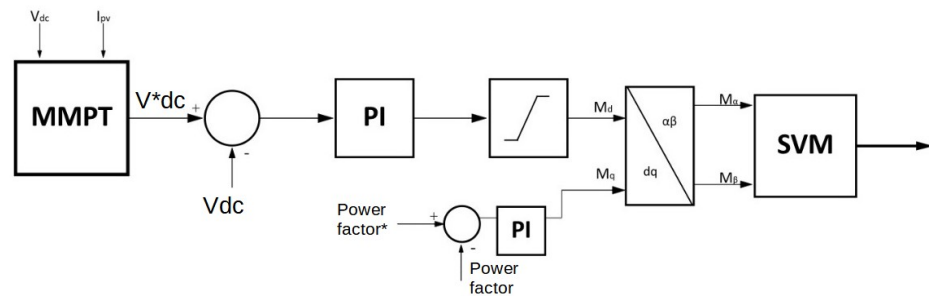 Vdc Ipv
MMPT
V*dc
+
-
Vdc
PI
Md
Mq
αβ
dq
Mα
Mβ
SVM
Power
factor*
+
-
PI
Power
factor